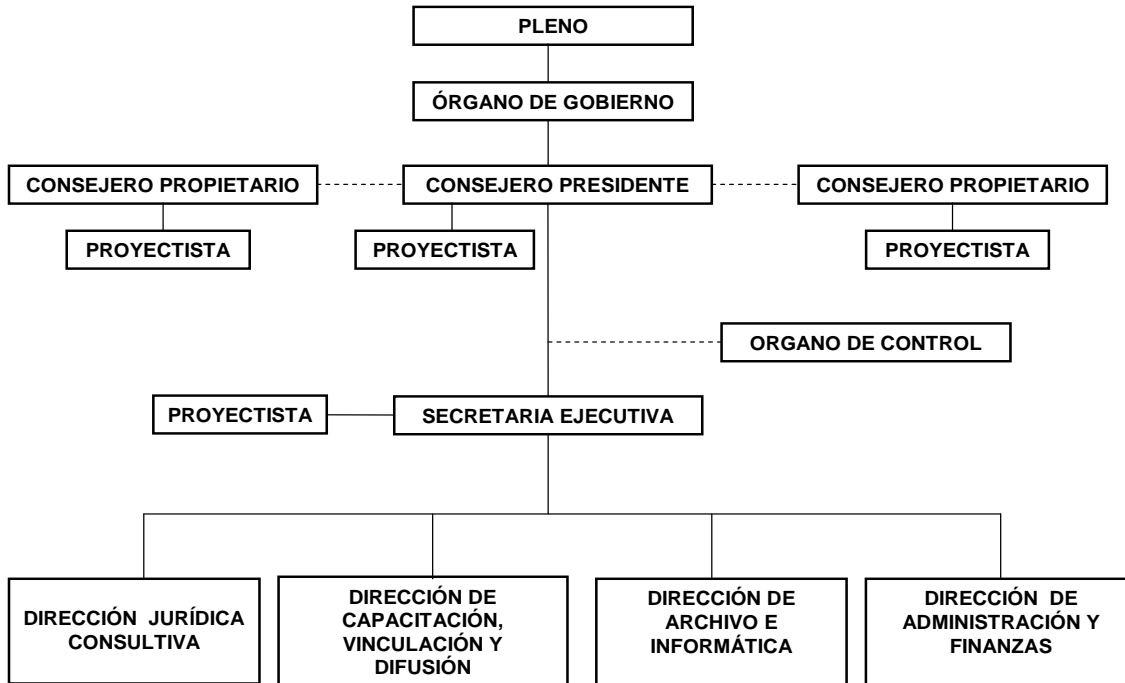 PLENO
ÓRGANO DE GOBIERNO
CONSEJERO PROPIETARIO
CONSEJERO PRESIDENTE
CONSEJERO PROPIETARIO
PROYECTISTA
PROYECTISTA
PROYECTISTA
ORGANO DE CONTROL
PROYECTISTA
SECRETARIA EJECUTIVA
DIRECCIÓN JURÍDICA
CONSULTIVA
DIRECCIÓN DE
CAPACITACIÓN,
VINCULACIÓN Y
DIFUSIÓN
DIRECCIÓN DE
ARCHIVO E
INFORMÁTICA
DIRECCIÓN DE
ADMINISTRACIÓN Y
FINANZAS